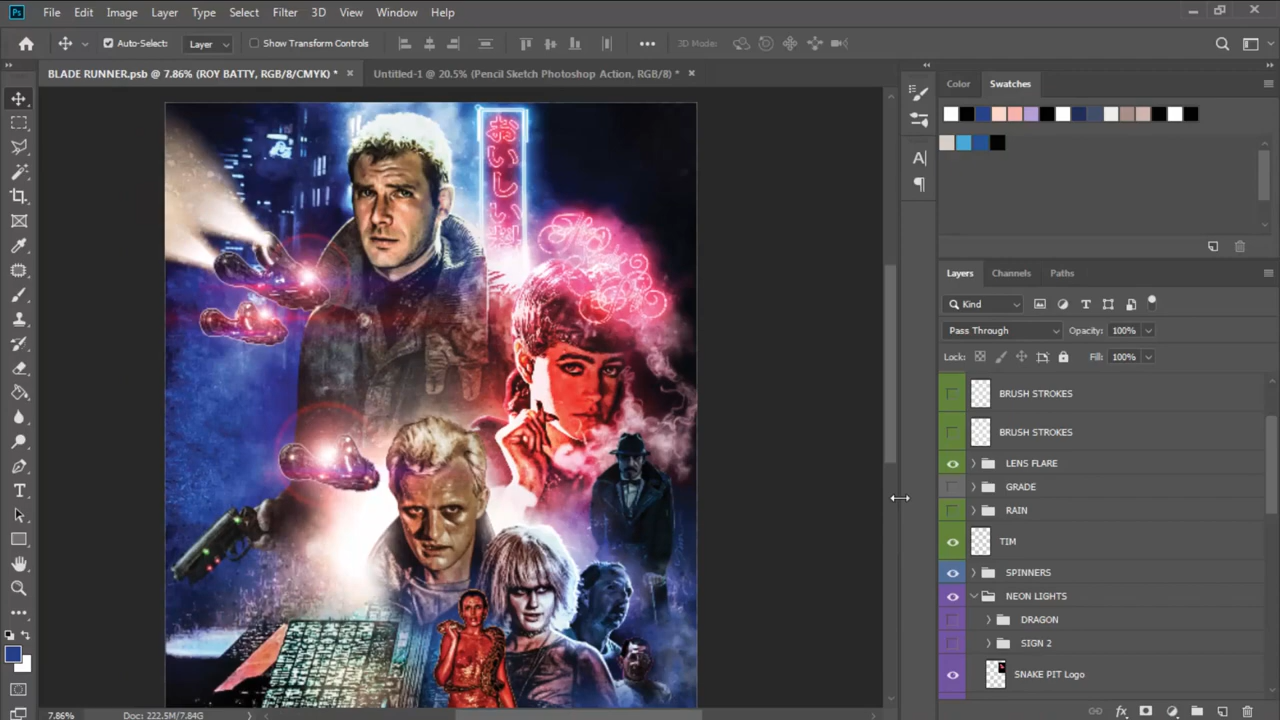 File Edit Image Layer Type Select Filter 3D View Window Help
Auto-Select: Layer Show Transform Controls 3D Mode:
BLADE RUNNER.psb @ 7.86% (ROY BATTY, RGB/8/CMYK) * Untitled-1 @ 20.5% (Pencil Sketch Photoshop Action, RGB/8) *
Color Swatches
おいしい
Layers Channels Paths
Kind
Pass Through Opacity: 100%
Lock: Fill: 100%
BRUSH STROKES
BRUSH STROKES
LENS FLARE
GRADE
RAIN
TIM
SPINNERS
NEON LIGHTS
DRAGON
SIGN 2
SNAKE PIT Logo
7.86% Doc: 222.5M/7.84G